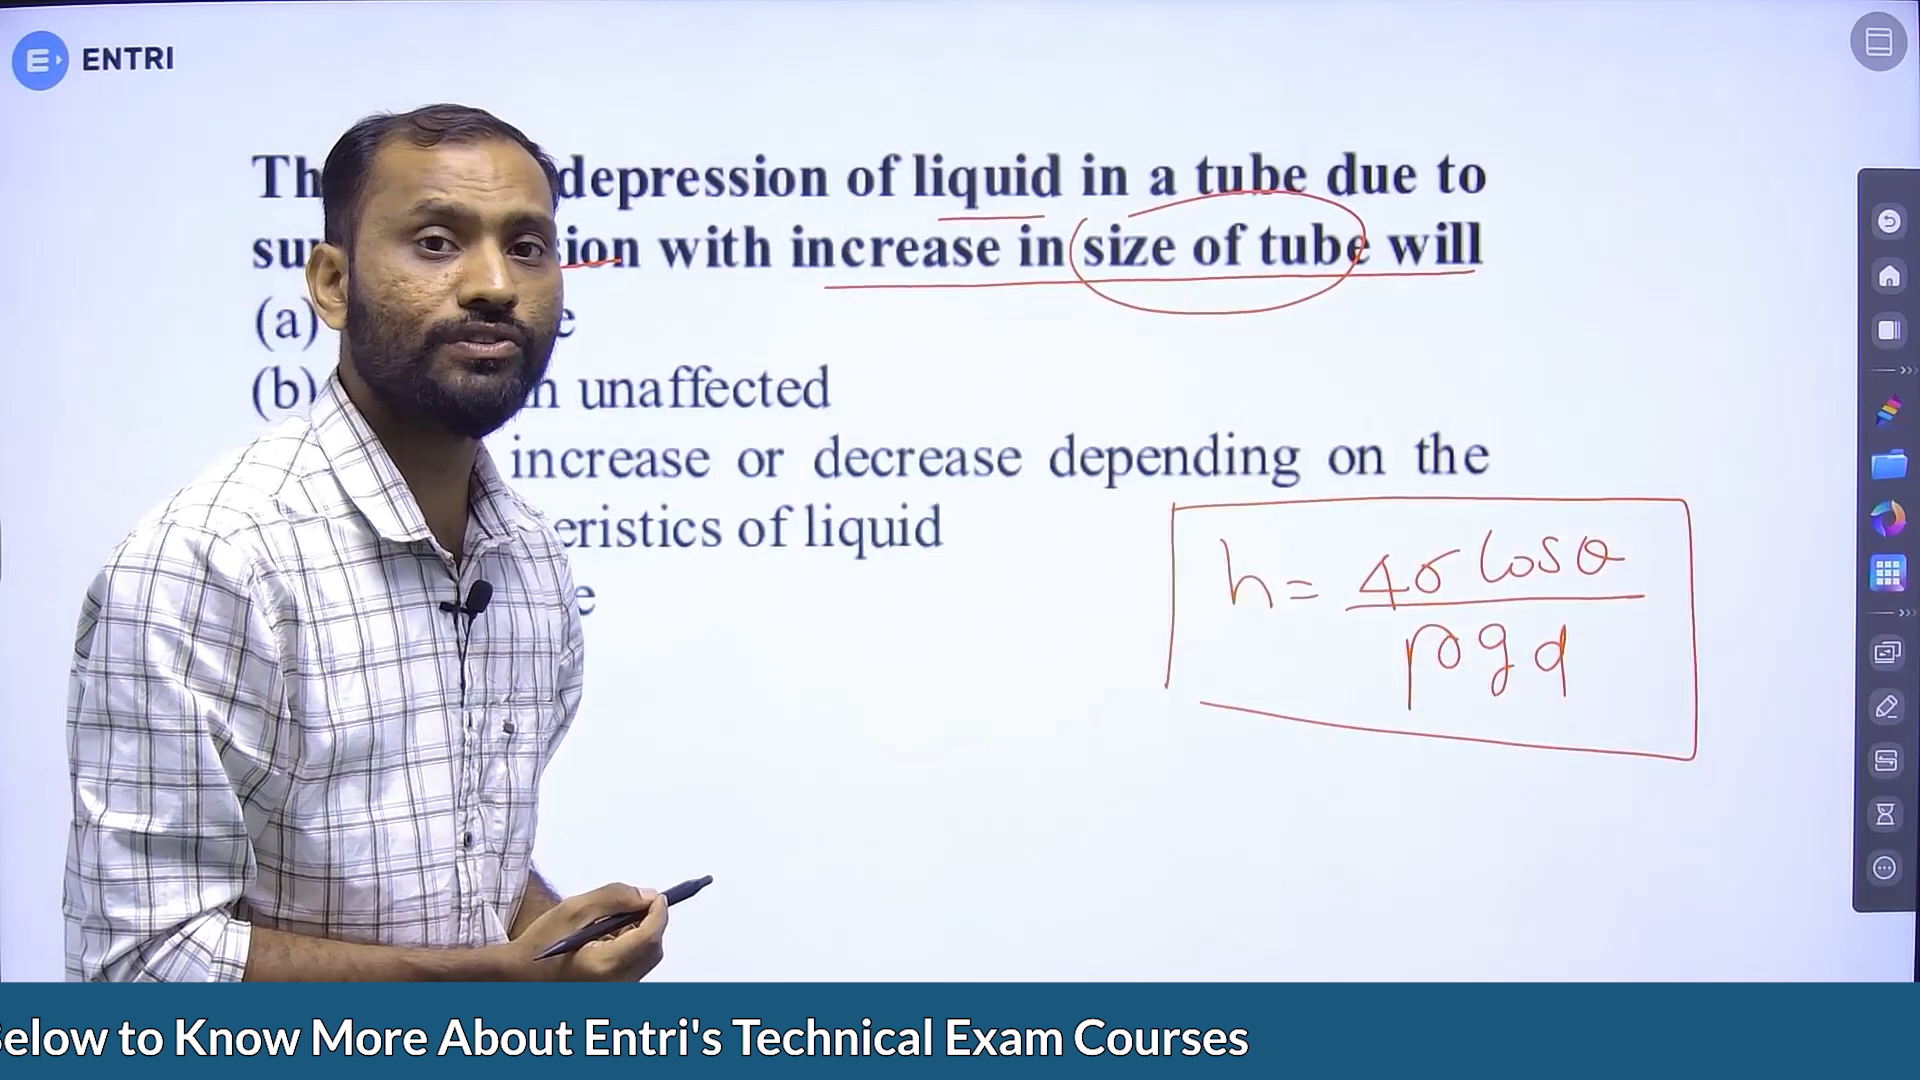 ENTRI
Th depression of liquid in a tube due to
su sion with increase in size of tube will
(a) e
(b) n unaffected
increase or decrease depending on the
eristics of liquid
e
h = 4σ cos θ
ρ g d
elow to Know More About Entri's Technical Exam Courses